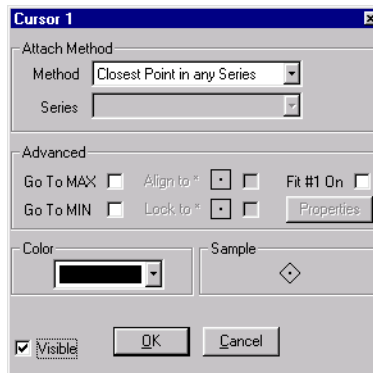 Cursor 1
Attach Method
Method Closest Point in any Series
Series
Advanced
Go To MAX Align to * Fit #1 On
Go To MIN Lock to * Properties
Color Sample
Visible OK Cancel